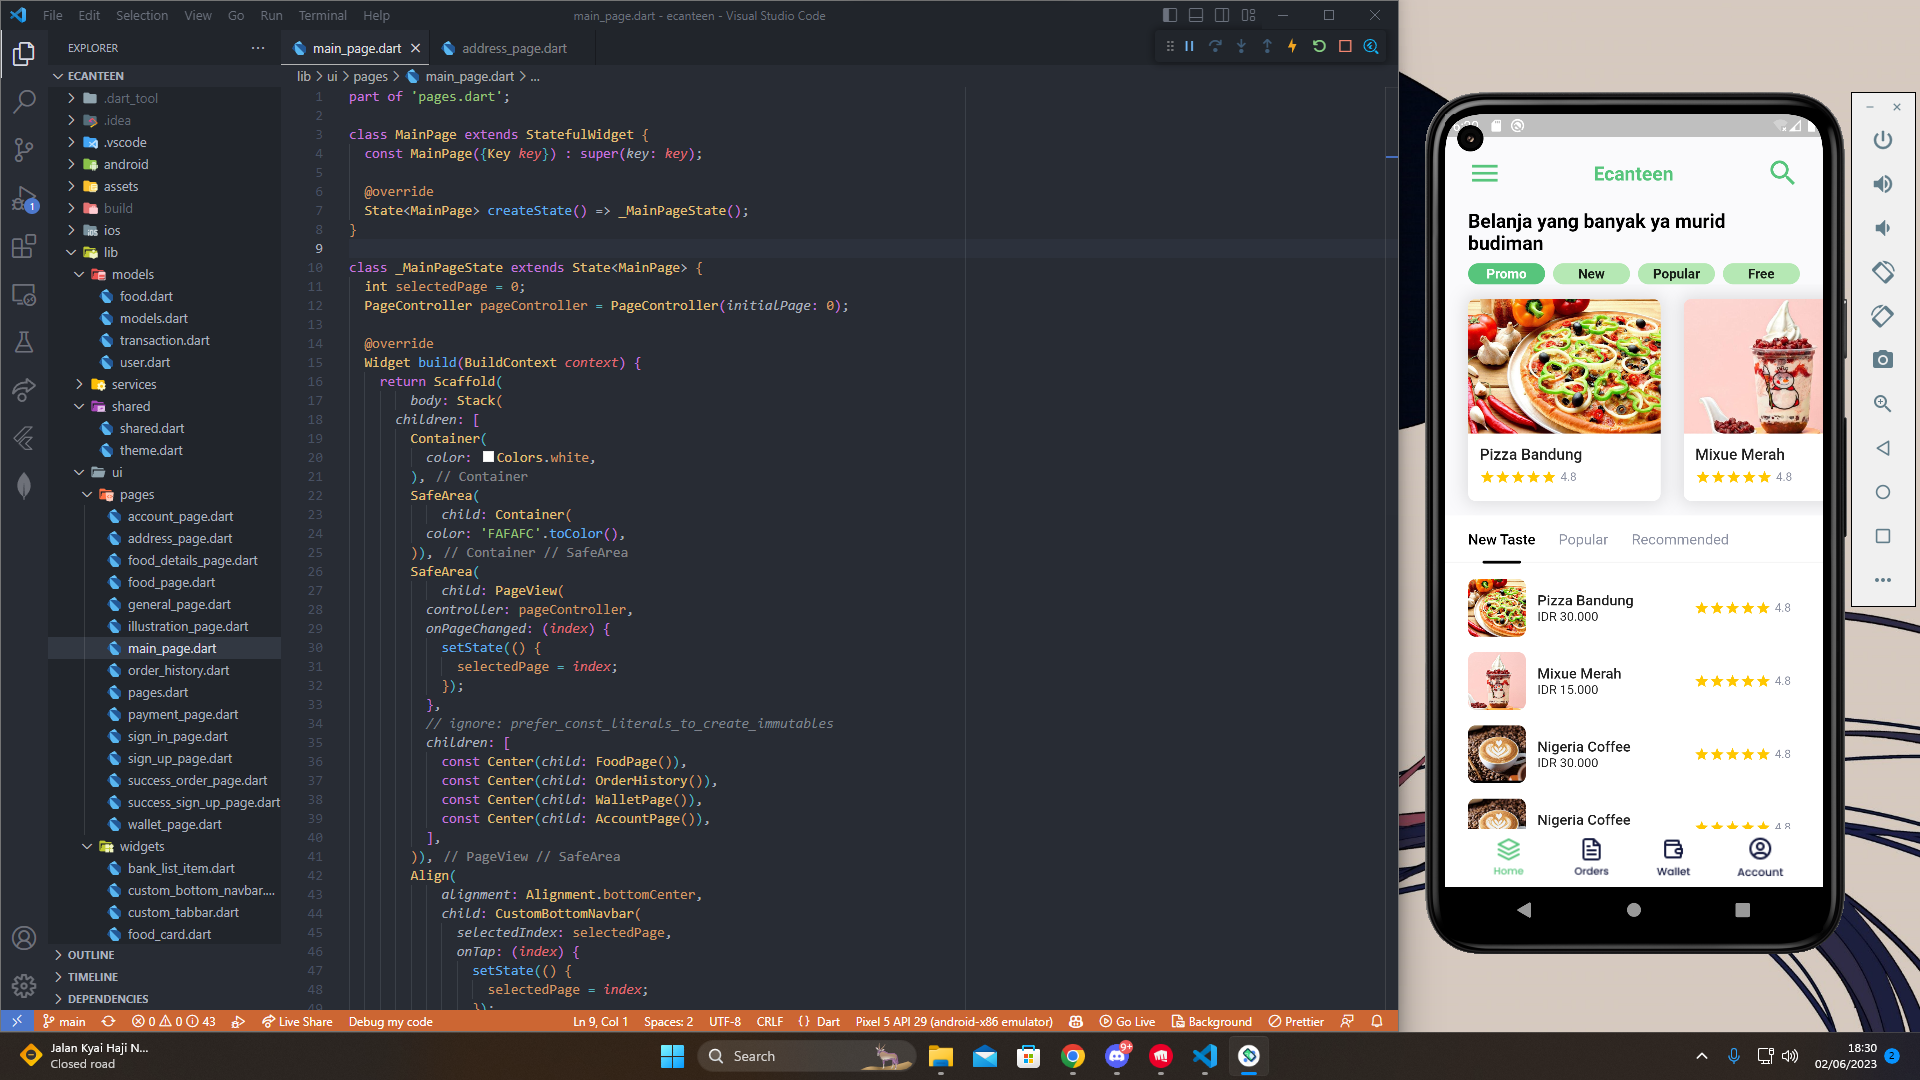 File Edit Selection View Go Run Terminal Help
main_page.dart - ecanteen - Visual Studio Code
EXPLORER
ECANTEEN
.dart_tool
.idea
.vscode
android
assets
build
ios
lib
models
food.dart
models.dart
transaction.dart
user.dart
services
shared
shared.dart
theme.dart
ui
pages
account_page.dart
address_page.dart
food_details_page.dart
food_page.dart
general_page.dart
illustration_page.dart
main_page.dart
order_history.dart
pages.dart
payment_page.dart
sign_in_page.dart
sign_up_page.dart
success_order_page.dart
success_sign_up_page.dart
wallet_page.dart
widgets
bank_list_item.dart
custom_bottom_navbar....
custom_tabbar.dart
food_card.dart
OUTLINE
TIMELINE
DEPENDENCIES
1
main_page.dart
address_page.dart
lib > ui > pages > main_page.dart > ...
1 part of 'pages.dart';
2
3 class MainPage extends StatefulWidget {
4 const MainPage({Key key}) : super(key: key);
5
6 @override
7 State<MainPage> createState() => _MainPageState();
8 }
9
10 class _MainPageState extends State<MainPage> {
11 int selectedPage = 0;
12 PageController pageController = PageController(initialPage: 0);
13
14 @override
15 Widget build(BuildContext context) {
16 return Scaffold(
17 body: Stack(
18 children: [
19 Container(
20 color: Colors.white,
21 ), // Container
22 SafeArea(
23 child: Container(
24 color: 'FAFAFC'.toColor(),
25 )), // Container // SafeArea
26 SafeArea(
27 child: PageView(
28 controller: pageController,
29 onPageChanged: (index) {
30 setState(() {
31 selectedPage = index;
32 });
33 },
34 // ignore: prefer_const_literals_to_create_immutables
35 children: [
36 const Center(child: FoodPage()),
37 const Center(child: OrderHistory()),
38 const Center(child: WalletPage()),
39 const Center(child: AccountPage()),
40 ],
41 )), // PageView // SafeArea
42 Align(
43 alignment: Alignment.bottomCenter,
44 child: CustomBottomNavbar(
45 selectedIndex: selectedPage,
46 onTap: (index) {
47 setState(() {
48 selectedPage = index;
49 });
main
0 0 43
Live Share
Debug my code
Ln 9, Col 1
Spaces: 2
UTF-8
CRLF
Dart
Pixel 5 API 29 (android-x86 emulator)
Go Live
Background
Prettier
Ecanteen
Belanja yang banyak ya murid
budiman
Promo New Popular Free
Pizza Bandung
4.8
Mixue Merah
4.8
New Taste Popular Recommended
Pizza Bandung
IDR 30.000
4.8
Mixue Merah
IDR 15.000
4.8
Nigeria Coffee
IDR 30.000
4.8
Nigeria Coffee
4.8
Home Orders Wallet Account
Jalan Kyai Haji N...
Closed road
Search
9+
18:30
02/06/2023
2